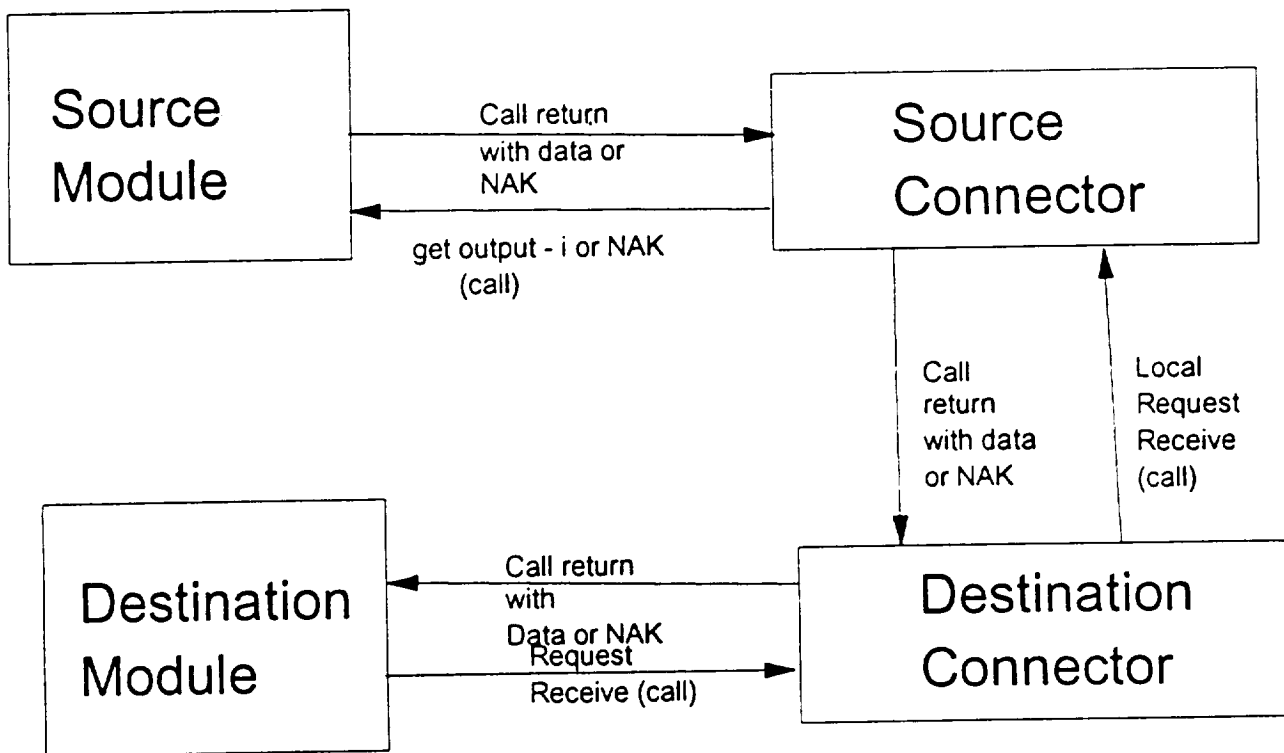 Source
Module
Call return
with data or
NAK
get output - i or NAK
(call)
Source
Connector
Call
return
with data
or NAK
Local
Request
Receive
(call)
Destination
Module
Call return
with
Data or NAK
Request
Receive (call)
Destination
Connector